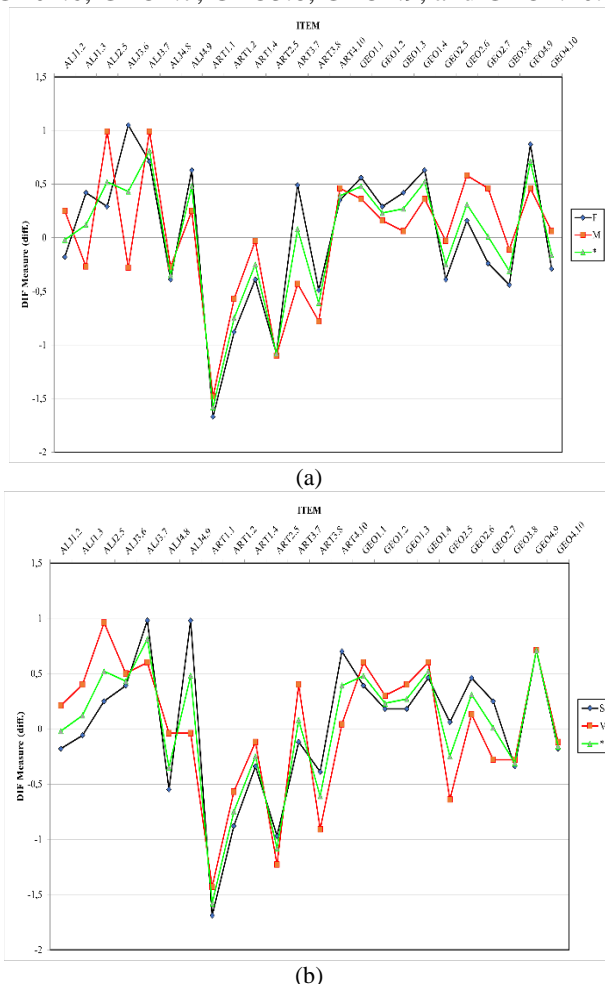 ITEM
ALJ1.2 ALJ1.3 ALJ2.5 ALJ3.6 ALJ3.7 ALJ4.8 ALJ4.9 ART1.1 ART1.2 ART1.4 ART2.5 ART3.7 ART3.8 ART4.10 GEO1.1 GEO1.2 GEO1.3 GEO1.4 GEO2.5 GEO2.6 GEO2.7 GEO3.8 GEO4.9 GEO4.10
1,5
1
0,5
0
-0,5
-1
-1,5
-2
DIF Measure (diff.)
F
M
*
(a)
ITEM
ALJ1.2 ALJ1.3 ALJ2.5 ALJ3.6 ALJ3.7 ALJ4.8 ALJ4.9 ART1.1 ART1.2 ART1.4 ART2.5 ART3.7 ART3.8 ART4.10 GEO1.1 GEO1.2 GEO1.3 GEO1.4 GEO2.5 GEO2.6 GEO2.7 GEO3.8 GEO4.9 GEO4.10
1,5
1
0,5
0
-0,5
-1
-1,5
-2
DIF Measure (diff.)
S
*
(b)